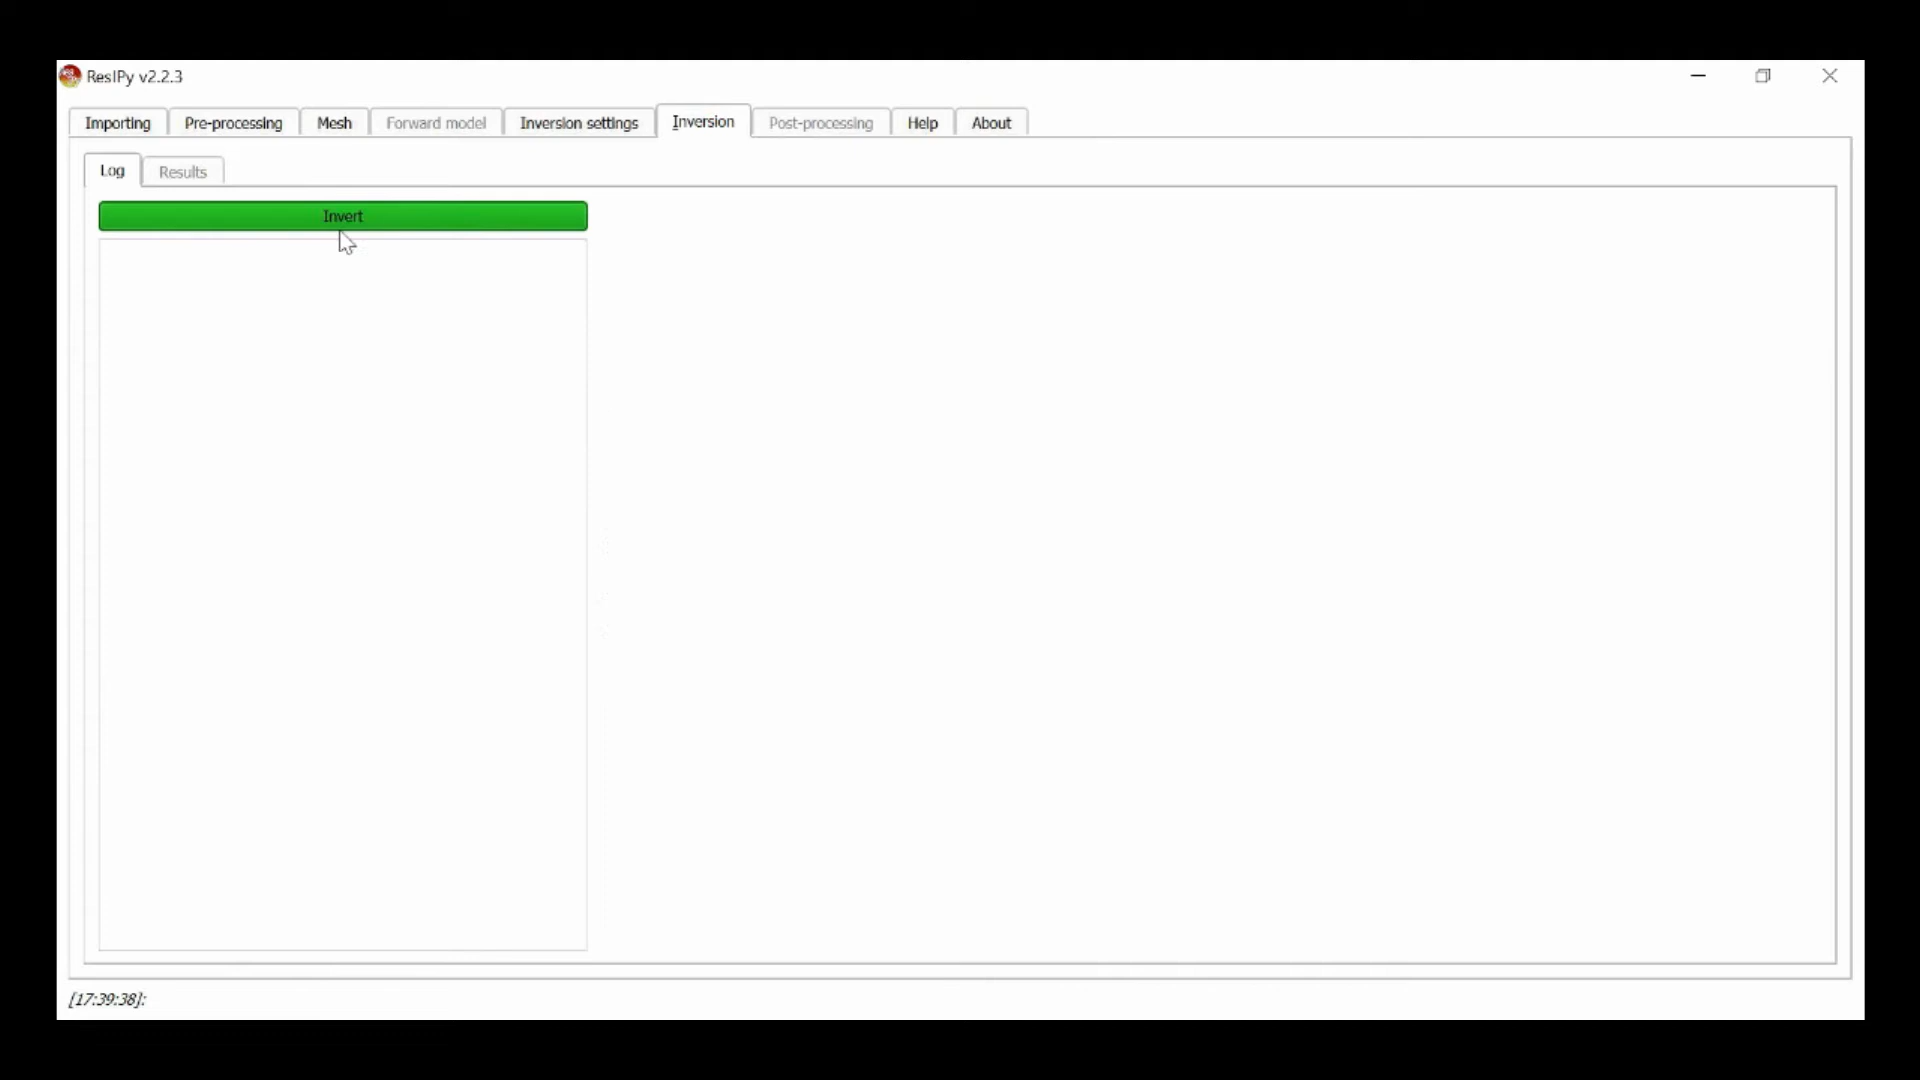 ResIPy v2.2.3
Importing Pre-processing Mesh Forward model Inversion settings Inversion Post-processing Help About
Log Results
Invert
[17:39:38]: